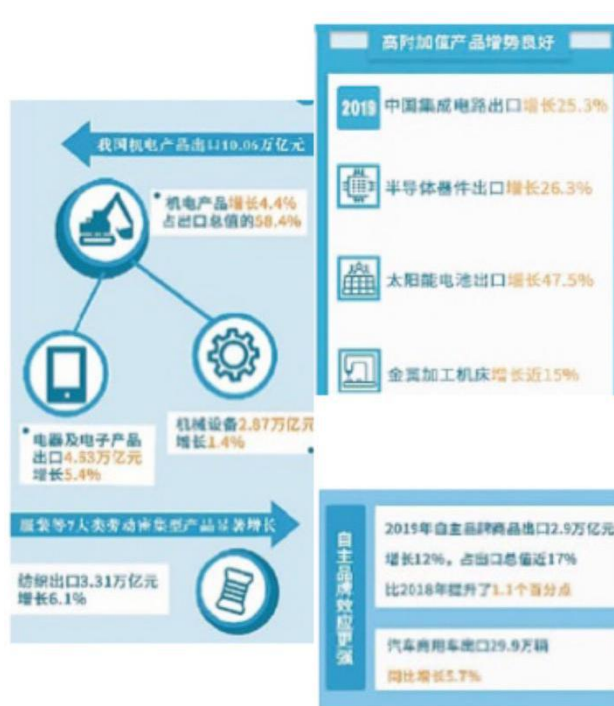 我国机电产品出口10.06万亿元
机电产品增长4.4%
占出口总值的58.4%
电器及电子产品
出口4.53万亿元
增长5.4%
机械设备2.87万亿元
增长1.4%
服装等7大类劳动密集型产品显著增长
纺织出口3.31万亿元
增长6.1%
高附加值产品增势良好
2019 中国集成电路出口增长25.3%
半导体器件出口增长26.3%
太阳能电池出口增长47.5%
金属加工机床增长近15%
自主品牌效应更强
2019年自主品牌商品出口2.9万亿元
增长12%，占出口总值近17%
比2018年提升了1.1个百分点
汽车商用车出口29.9万辆
同比增长5.7%